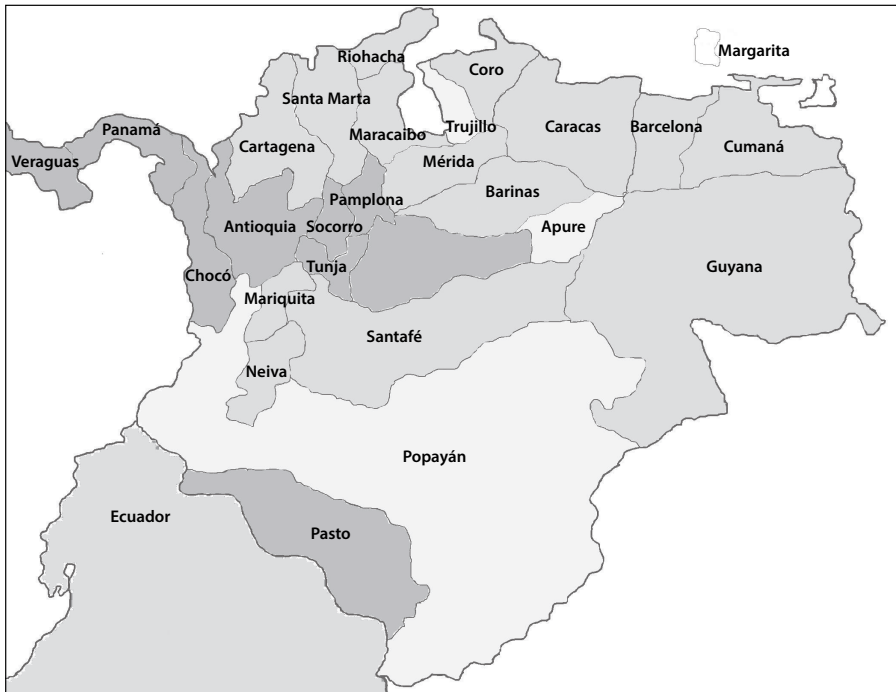 Margarita
Riohacha
Coro
Santa Marta
Panamá
Maracaibo
Trujillo
Caracas
Barcelona
Cumaná
Cartagena
Veraguas
Mérida
Barinas
Pamplona
Antioquia
Socorro
Apure
Tunja
Guyana
Chocó
Mariquita
Santafé
Neiva
Popayán
Ecuador
Pasto